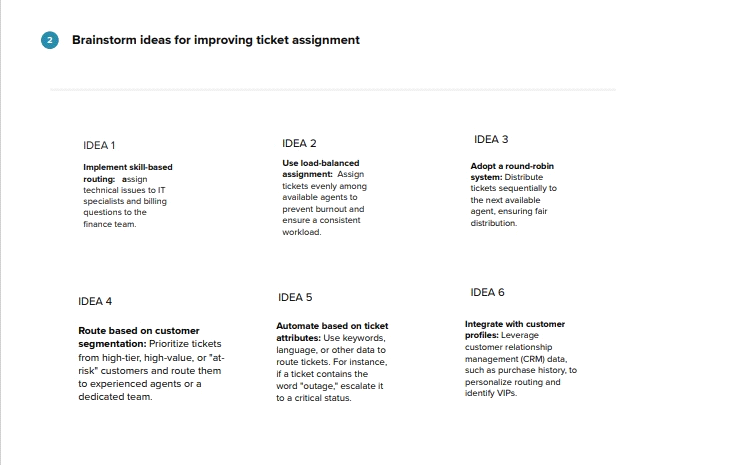 2 Brainstorm ideas for improving ticket assignment
IDEA 1
Implement skill-based
routing: assign
technical issues to IT
specialists and billing
questions to the
finance team.
IDEA 2
Use load-balanced
assignment: Assign
tickets evenly among
available agents to
prevent burnout and
ensure a consistent
workload.
IDEA 3
Adopt a round-robin
system: Distribute
tickets sequentially to
the next available
agent, ensuring fair
distribution.
IDEA 4
Route based on customer
segmentation: Prioritize tickets
from high-tier, high-value, or "at-
risk" customers and route them
to experienced agents or a
dedicated team.
IDEA 5
Automate based on ticket
attributes: Use keywords,
language, or other data to
route tickets. For instance,
if a ticket contains the
word "outage," escalate it
to a critical status.
IDEA 6
Integrate with customer
profiles: Leverage
customer relationship
management (CRM) data,
such as purchase history, to
personalize routing and
identify VIPs.